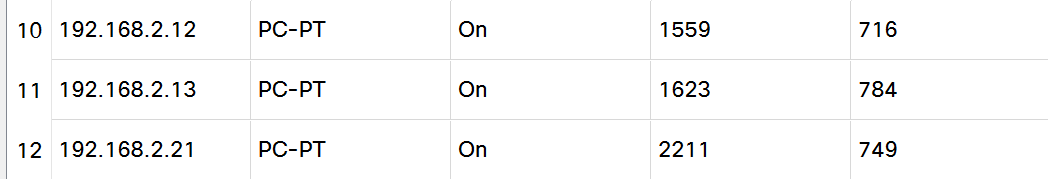 10 192.168.2.12 PC-PT On 1559 716
11 192.168.2.13 PC-PT On 1623 784
12 192.168.2.21 PC-PT On 2211 749